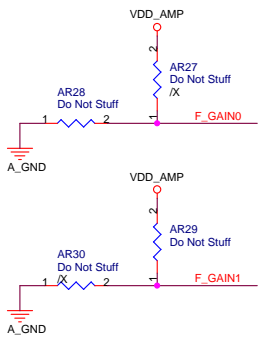 VDD_AMP
2
AR27
Do Not Stuff
/X
AR28
Do Not Stuff
1
2
1
F_GAIN0
A_GND
VDD_AMP
2
AR29
Do Not Stuff
AR30
Do Not Stuff
/X
1
2
1
F_GAIN1
A_GND